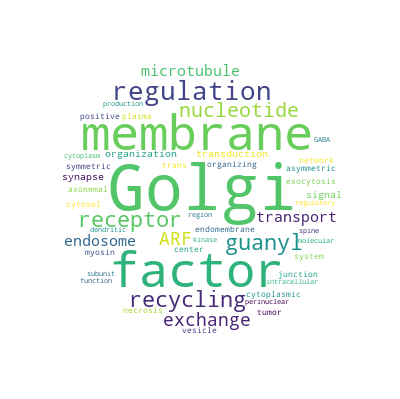 microtubule
regulation
production
nucleotide
positive plasma
membrane
GABA
cytoplasm organization transduction network
symmetric trans organizing asymmetric
synapse Golgi exocytosis
axonemal signal
cytosol regulatory
receptor region transport
dendritic endomembrane spine
endosome ARF kinase guanyl molecular
myosin center system
factor junction
subunit intracellular
function cytoplasmic
recycling perinuclear
necrosis exchange tumor
vesicle